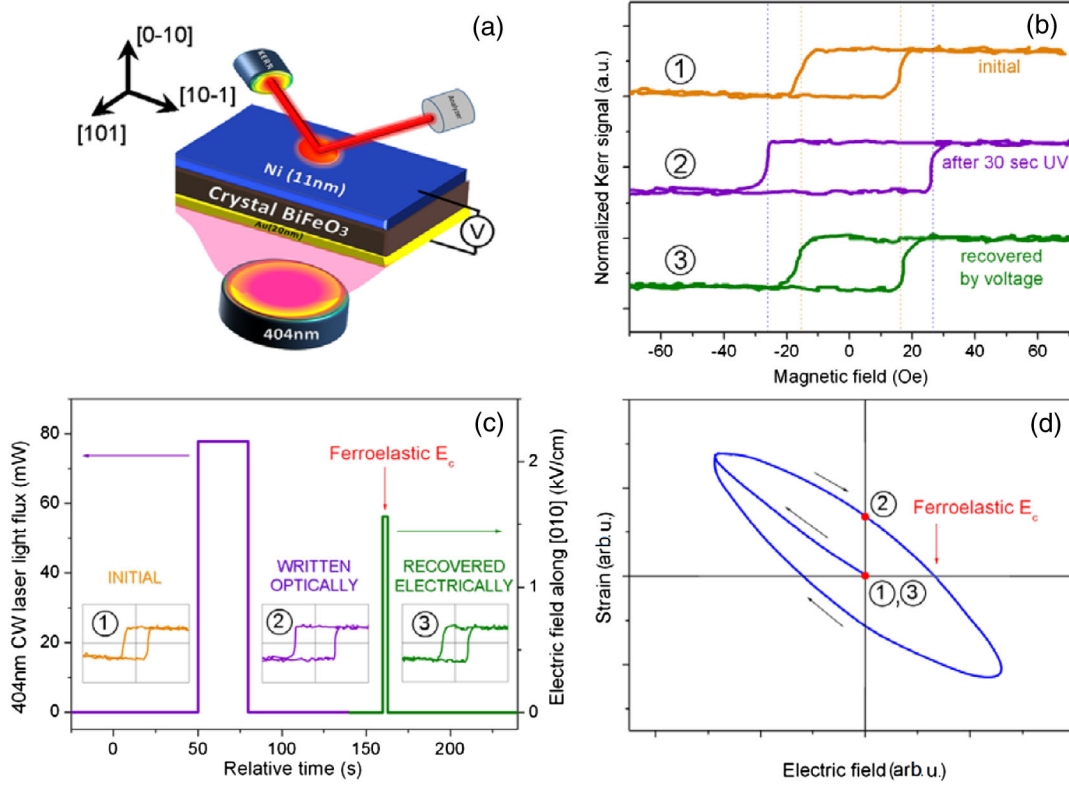 (a)
[0-10]
[10-1]
[101]
KERR
Analyzer
Ni (11nm)
Crystal BiFeO₃
Au(20nm)
V
404nm
(b)
Normalized Kerr signal (a.u.)
1
initial
2
after 30 sec UV
3
recovered
by voltage
-60 -40 -20 0 20 40 60
Magnetic field (Oe)
(c)
404nm CW laser light flux (mW)
80
60
40
20
0
Ferroelastic E_c
INITIAL
WRITTEN
OPTICALLY
RECOVERED
ELECTRICALLY
1
2
3
2
1
0
Electric field along [010] (kV/cm)
0 50 100 150 200
Relative time (s)
(d)
Strain (arb.u.)
2
Ferroelastic E_c
1,3
Electric field (arb.u.)